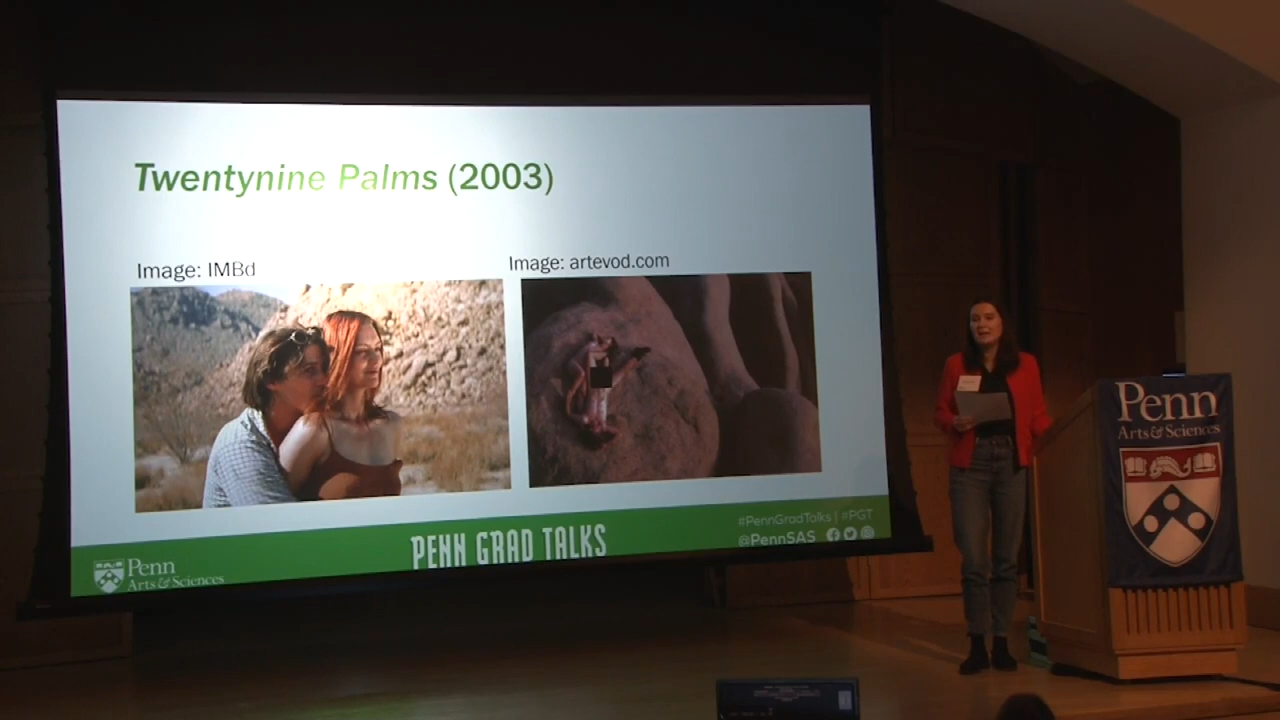 Twentynine Palms (2003)
Image: IMBd
Image: artevod.com
PENN GRAD TALKS
#PennGradTalks | #PGT
@PennSAS
Penn
Arts & Sciences
Penn
Arts & Sciences